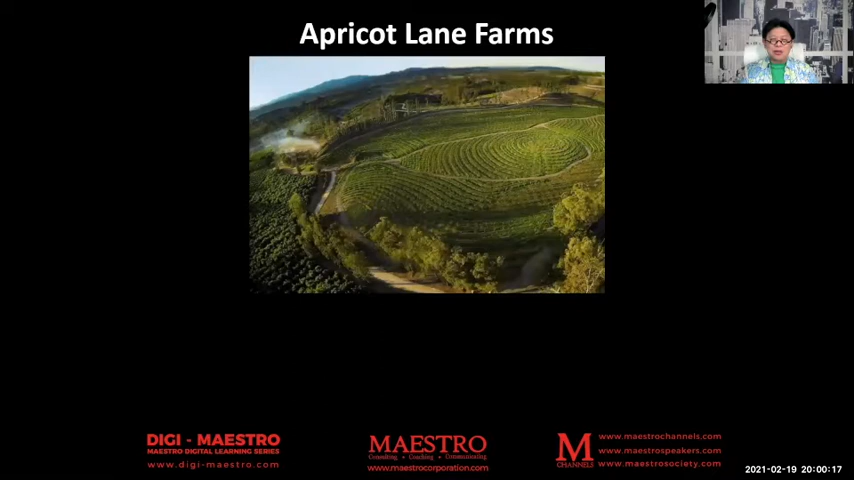 Apricot Lane Farms
DIGI - MAESTRO
MAESTRO DIGITAL LEARNING SERIES
www.digi-maestro.com
MAESTRO
Consulting • Coaching • Communicating
www.maestrocorporation.com
M
CHANNELS
www.maestrochannels.com
www.maestrospeakers.com
www.maestrosociety.com
2021-02-19 20:00:17